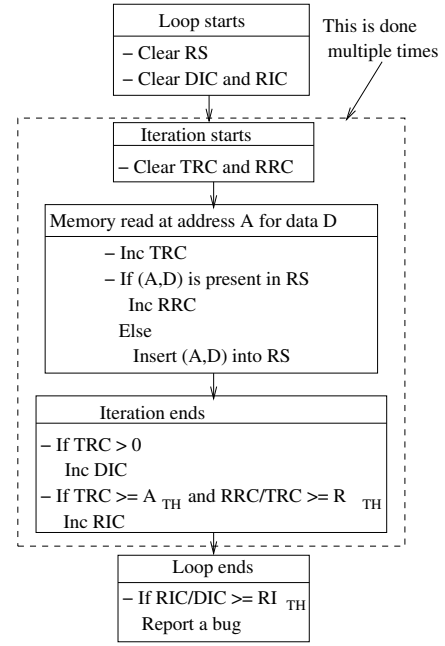 Loop starts
This is done
multiple times
– Clear RS
– Clear DIC and RIC
Iteration starts
– Clear TRC and RRC
Memory read at address A for data D
– Inc TRC
– If (A,D) is present in RS
Inc RRC
Else
Insert (A,D) into RS
Iteration ends
– If TRC > 0
Inc DIC
– If TRC >= A TH and RRC/TRC >= R TH
Inc RIC
Loop ends
– If RIC/DIC >= RI TH
Report a bug